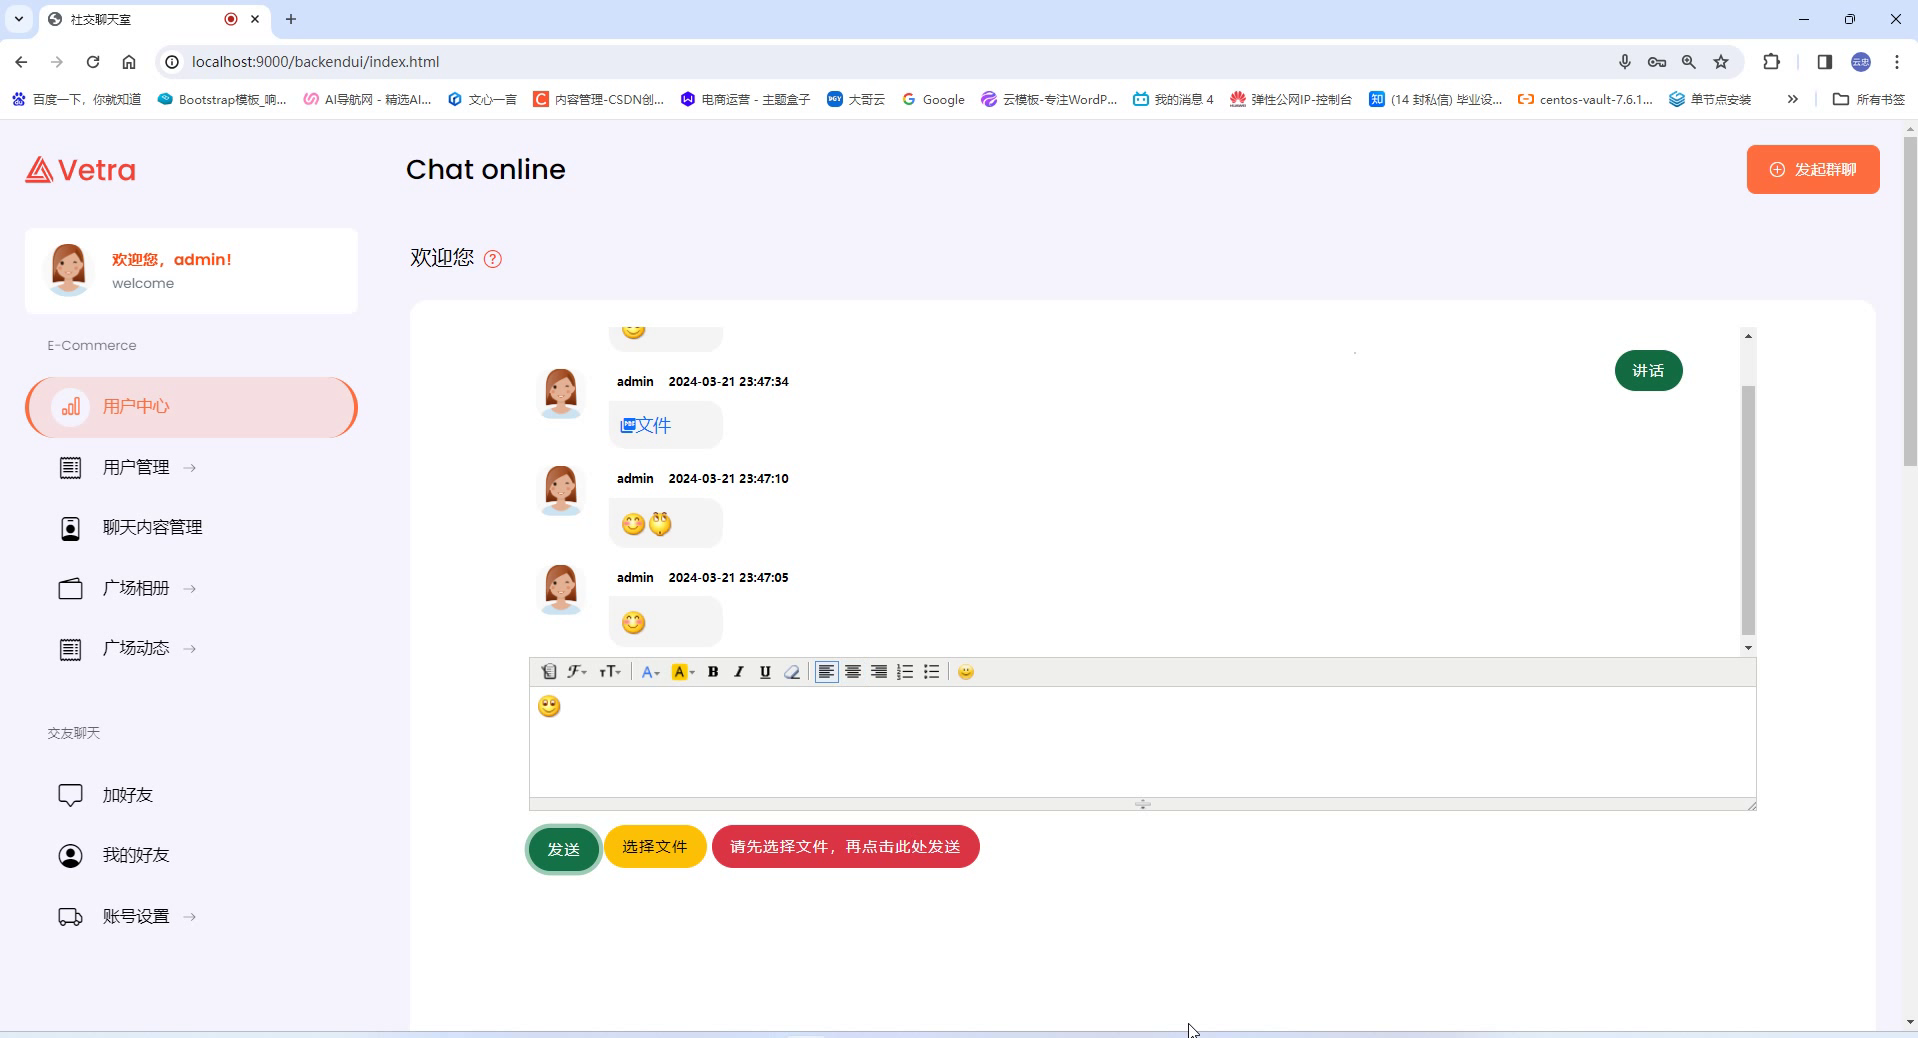 社交聊天室
localhost:9000/backendui/index.html
云忠
百度一下，你就知道
Bootstrap模板_响...
AI导航网 - 精选AI...
文心一言
内容管理-CSDN创...
电商运营 - 主题盒子
大哥云
Google
云模板-专注WordP...
我的消息 4
弹性公网IP-控制台
(14 封私信) 毕业设...
centos-vault-7.6.1...
单节点安装
所有书签
Vetra
Chat online
发起群聊
欢迎您，admin!
welcome
欢迎您
E-Commerce
用户中心
用户管理
聊天内容管理
广场相册
广场动态
交友聊天
加好友
我的好友
账号设置
讲话
admin 2024-03-21 23:47:34
文件
admin 2024-03-21 23:47:10
admin 2024-03-21 23:47:05
发送
选择文件
请先选择文件，再点击此处发送